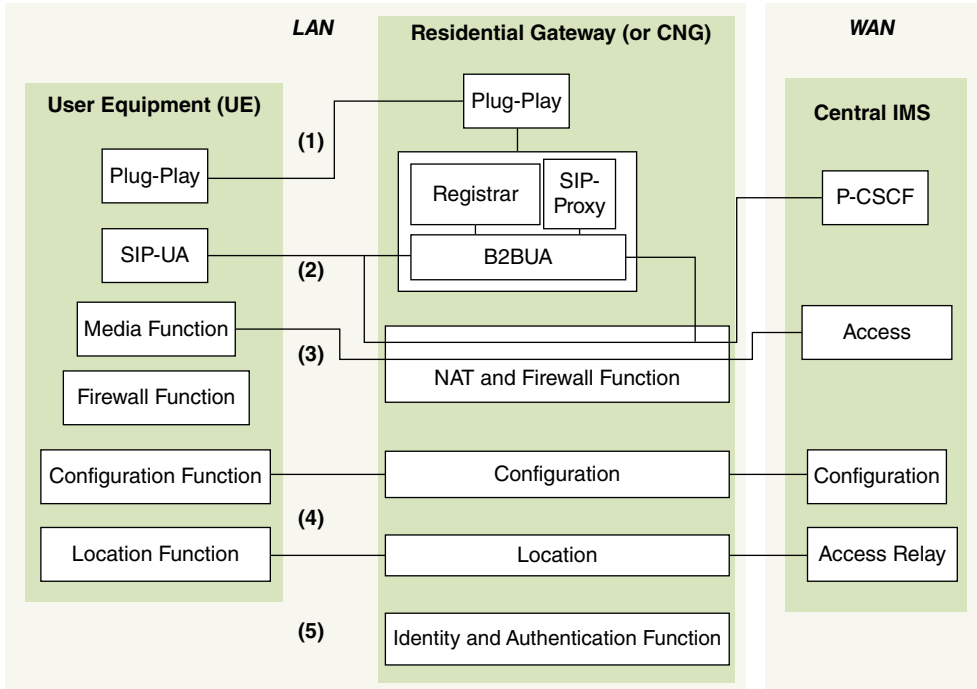 LAN
Residential Gateway (or CNG)
WAN
User Equipment (UE)
Plug-Play
Central IMS
(1)
Plug-Play
Registrar
SIP-
Proxy
P-CSCF
SIP-UA
(2)
B2BUA
Media Function
(3)
Access
NAT and Firewall Function
Firewall Function
Configuration Function
Configuration
Configuration
(4)
Location Function
Location
Access Relay
(5)
Identity and Authentication Function